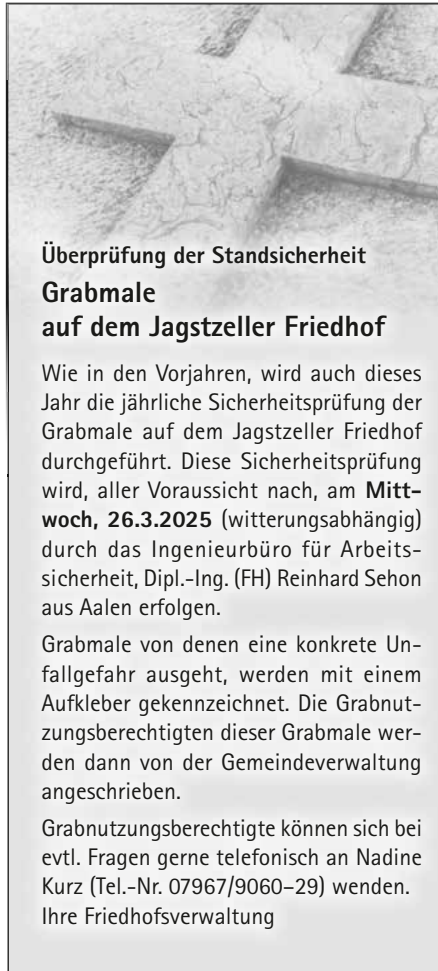 Überprüfung der Standsicherheit
Grabmale
auf dem Jagstzeller Friedhof
Wie in den Vorjahren, wird auch dieses
Jahr die jährliche Sicherheitsprüfung der
Grabmale auf dem Jagstzeller Friedhof
durchgeführt. Diese Sicherheitsprüfung
wird, aller Voraussicht nach, am Mitt-
woch, 26.3.2025 (witterungsabhängig)
durch das Ingenieurbüro für Arbeits-
sicherheit, Dipl.-Ing. (FH) Reinhard Sehon
aus Aalen erfolgen.
Grabmale von denen eine konkrete Un-
fallgefahr ausgeht, werden mit einem
Aufkleber gekennzeichnet. Die Grabnut-
zungsberechtigten dieser Grabmale wer-
den dann von der Gemeindeverwaltung
angeschrieben.
Grabnutzungsberechtigte können sich bei
evtl. Fragen gerne telefonisch an Nadine
Kurz (Tel.-Nr. 07967/9060–29) wenden.
Ihre Friedhofsverwaltung